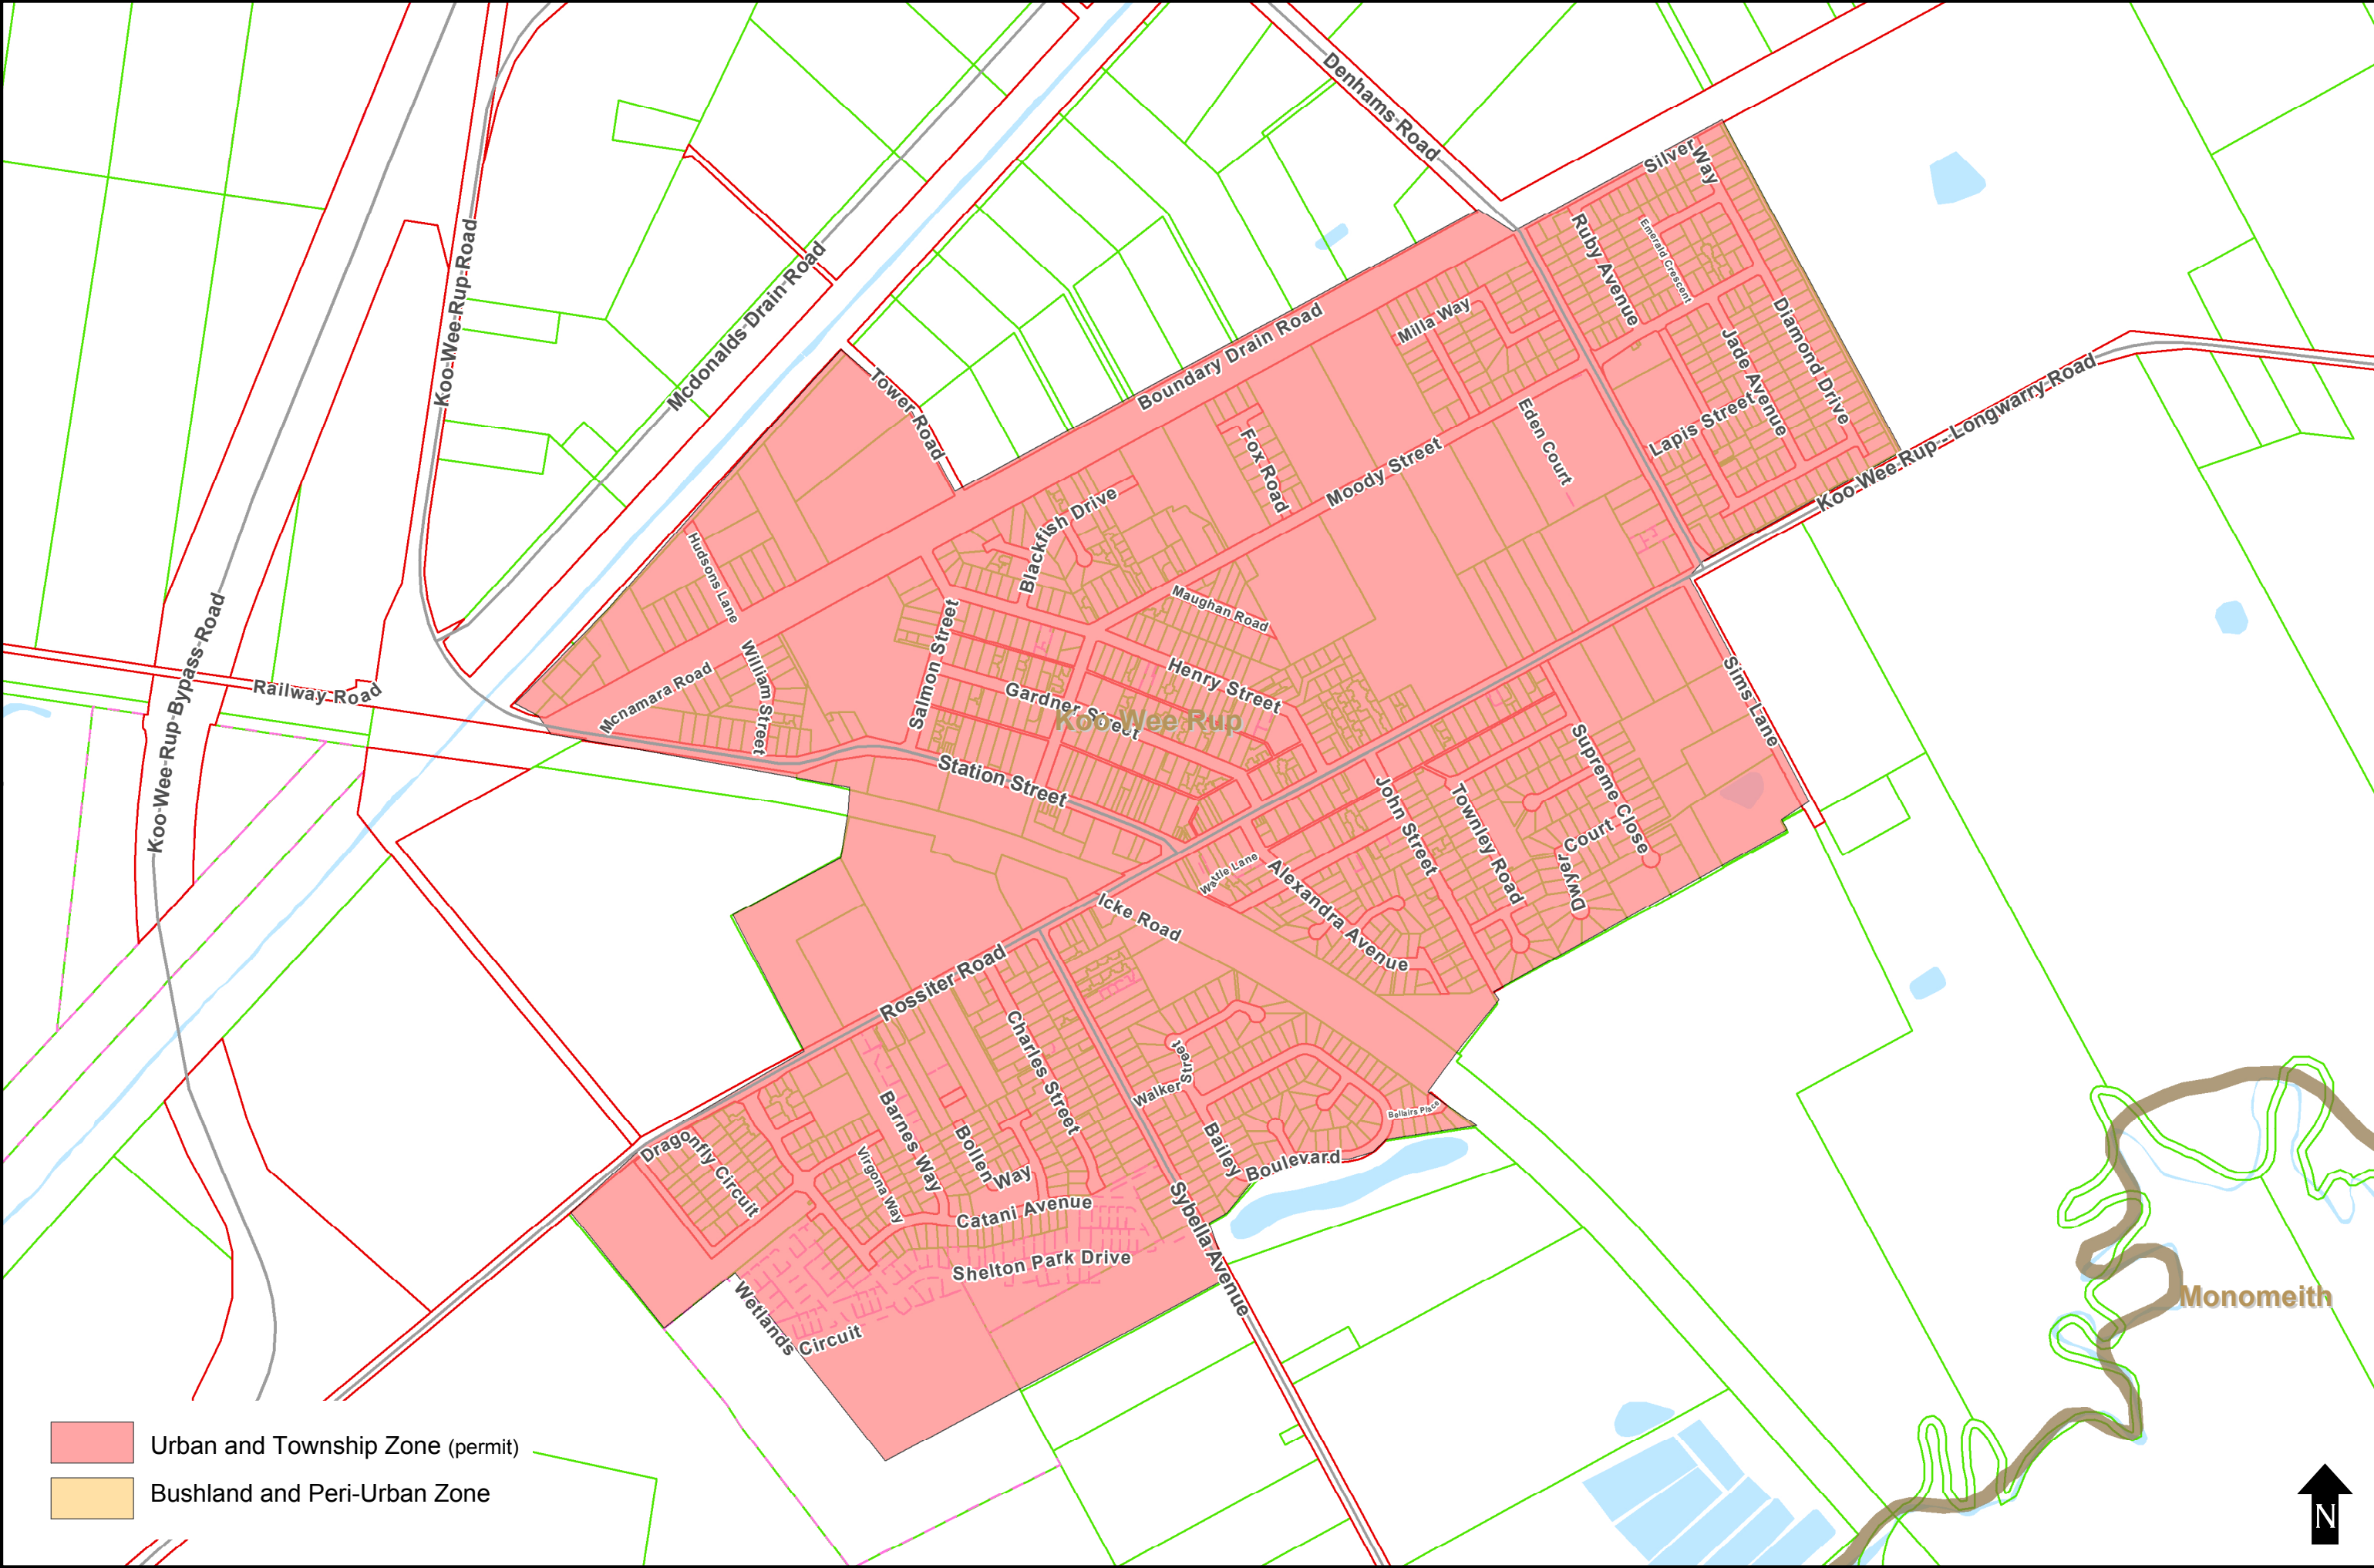 Denhams Road
Silver
Way
Koo-Wee-Rup-Road
Mcdonalds-Drain-Road
Ruby Avenue
Emerald Crescent
Diamond Drive
Jade Avenue
Lapis Street
Milla Way
Boundary Drain Road
Tower Road
Fox Road
Eden Court
Moody Street
Koo-Wee-Rup--Longwarry-Road
Blackfish Drive
Hudsons Lane
Maughan Road
Koo-Wee-Rup-Bypass-Road
Railway Road
Mcnamara Road
William Street
Salmon Street
Henry Street
Gardner Street
Koo Wee Rup
Station Street
Sims Lane
Supreme Close
John Street
Townley Road
Dwyer Court
Wattle Lane
Alexandra Avenue
Icke Road
Rossiter Road
Charles Street
Walker Street
Barnes Way
Bollen Way
Virgona Way
Dragonfly Circuit
Bailey
Boulevard
Bellairs Place
Catani Avenue
Sybella Avenue
Shelton Park Drive
Wetlands
Circuit
Monomeith
Urban and Township Zone (permit)
Bushland and Peri-Urban Zone
N